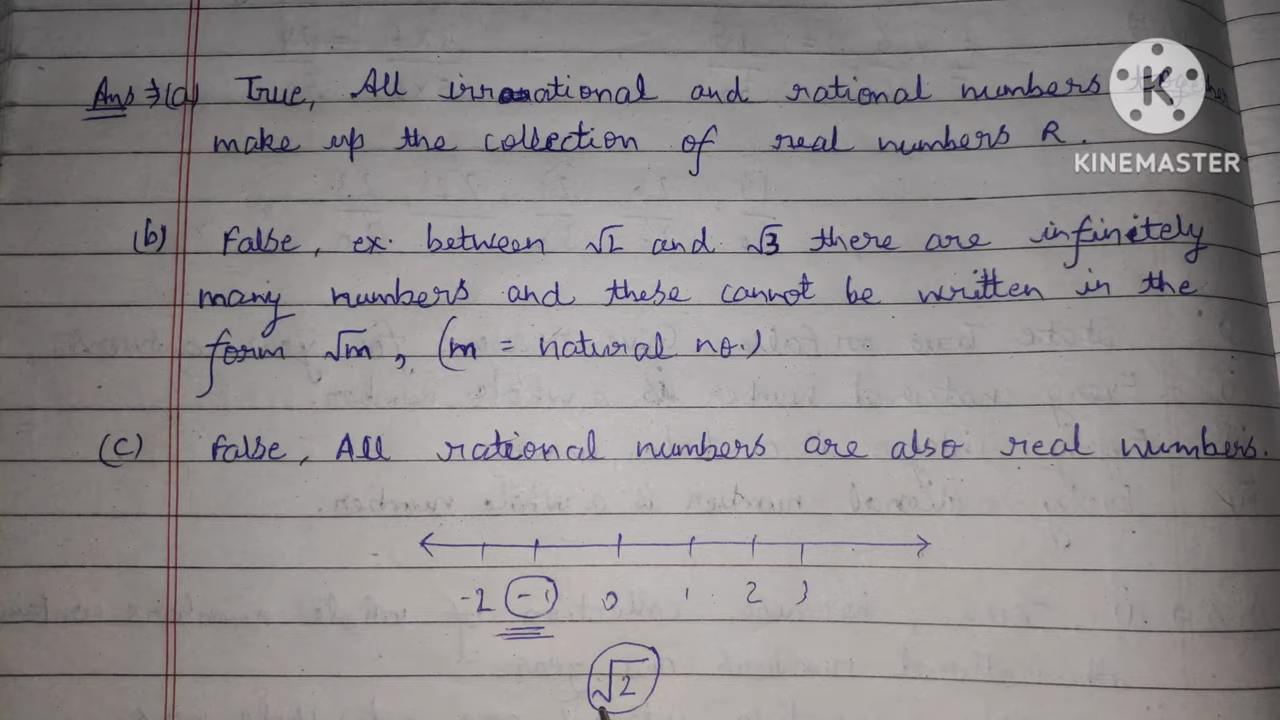 Ans ⇒ (a) True, All irrational and rational numbers together
K
make up the collection of real numbers R.
KINEMASTER
(b) False, ex. between √2 and √3 there are infinitely
many numbers and these cannot be written in the
form √m, (m = natural no.)
(c) False, All rational numbers are also real numbers.
-2 -1 0 1 2 3
√2